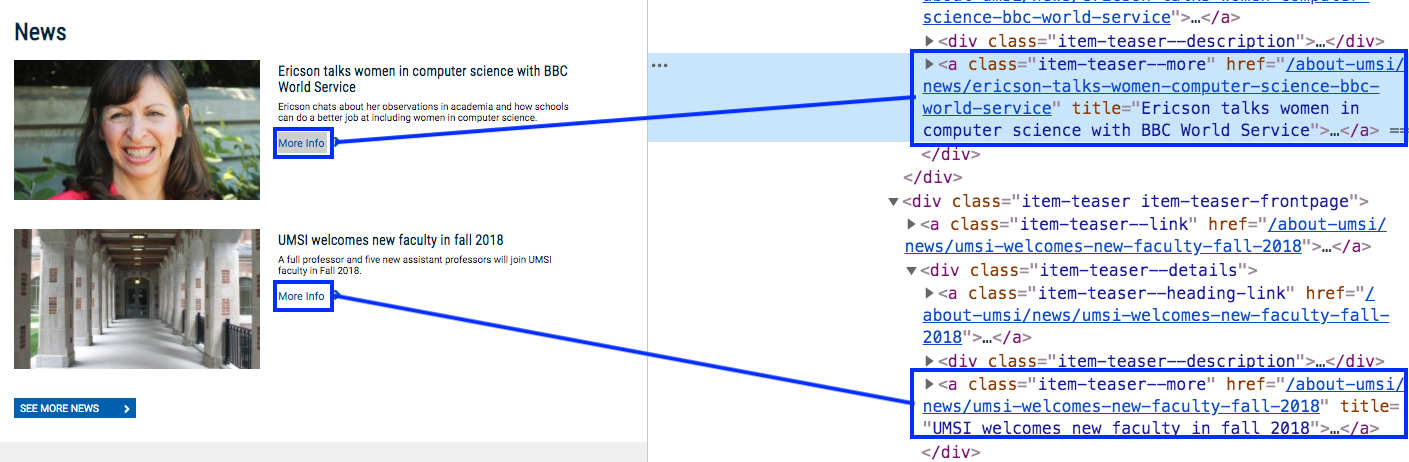 News
Ericson talks women in computer science with BBC
World Service
Ericson chats about her observations in academia and how schools
can do a better job at including women in computer science.
More Info
UMSI welcomes new faculty in fall 2018
A full professor and five new assistant professors will join UMSI
faculty in Fall 2018.
More Info
SEE MORE NEWS
science-bbc-world-service">…</a>
<div class="item-teaser--description">…</div>
<a class="item-teaser--more" href="/about-umsi/
news/ericson-talks-women-computer-science-bbc-
world-service" title="Ericson talks women in
computer science with BBC World Service">…</a> ==
</div>
</div>
<div class="item-teaser item-teaser-frontpage">
<a class="item-teaser--link" href="/about-umsi/
news/umsi-welcomes-new-faculty-fall-2018">…</a>
<div class="item-teaser--details">
<a class="item-teaser--heading-link" href="/
about-umsi/news/umsi-welcomes-new-faculty-fall-
2018">…</a>
<div class="item-teaser--description">…</div>
<a class="item-teaser--more" href="/about-umsi/
news/umsi-welcomes-new-faculty-fall-2018" title=
"UMSI welcomes new faculty in fall 2018">…</a>
</div>